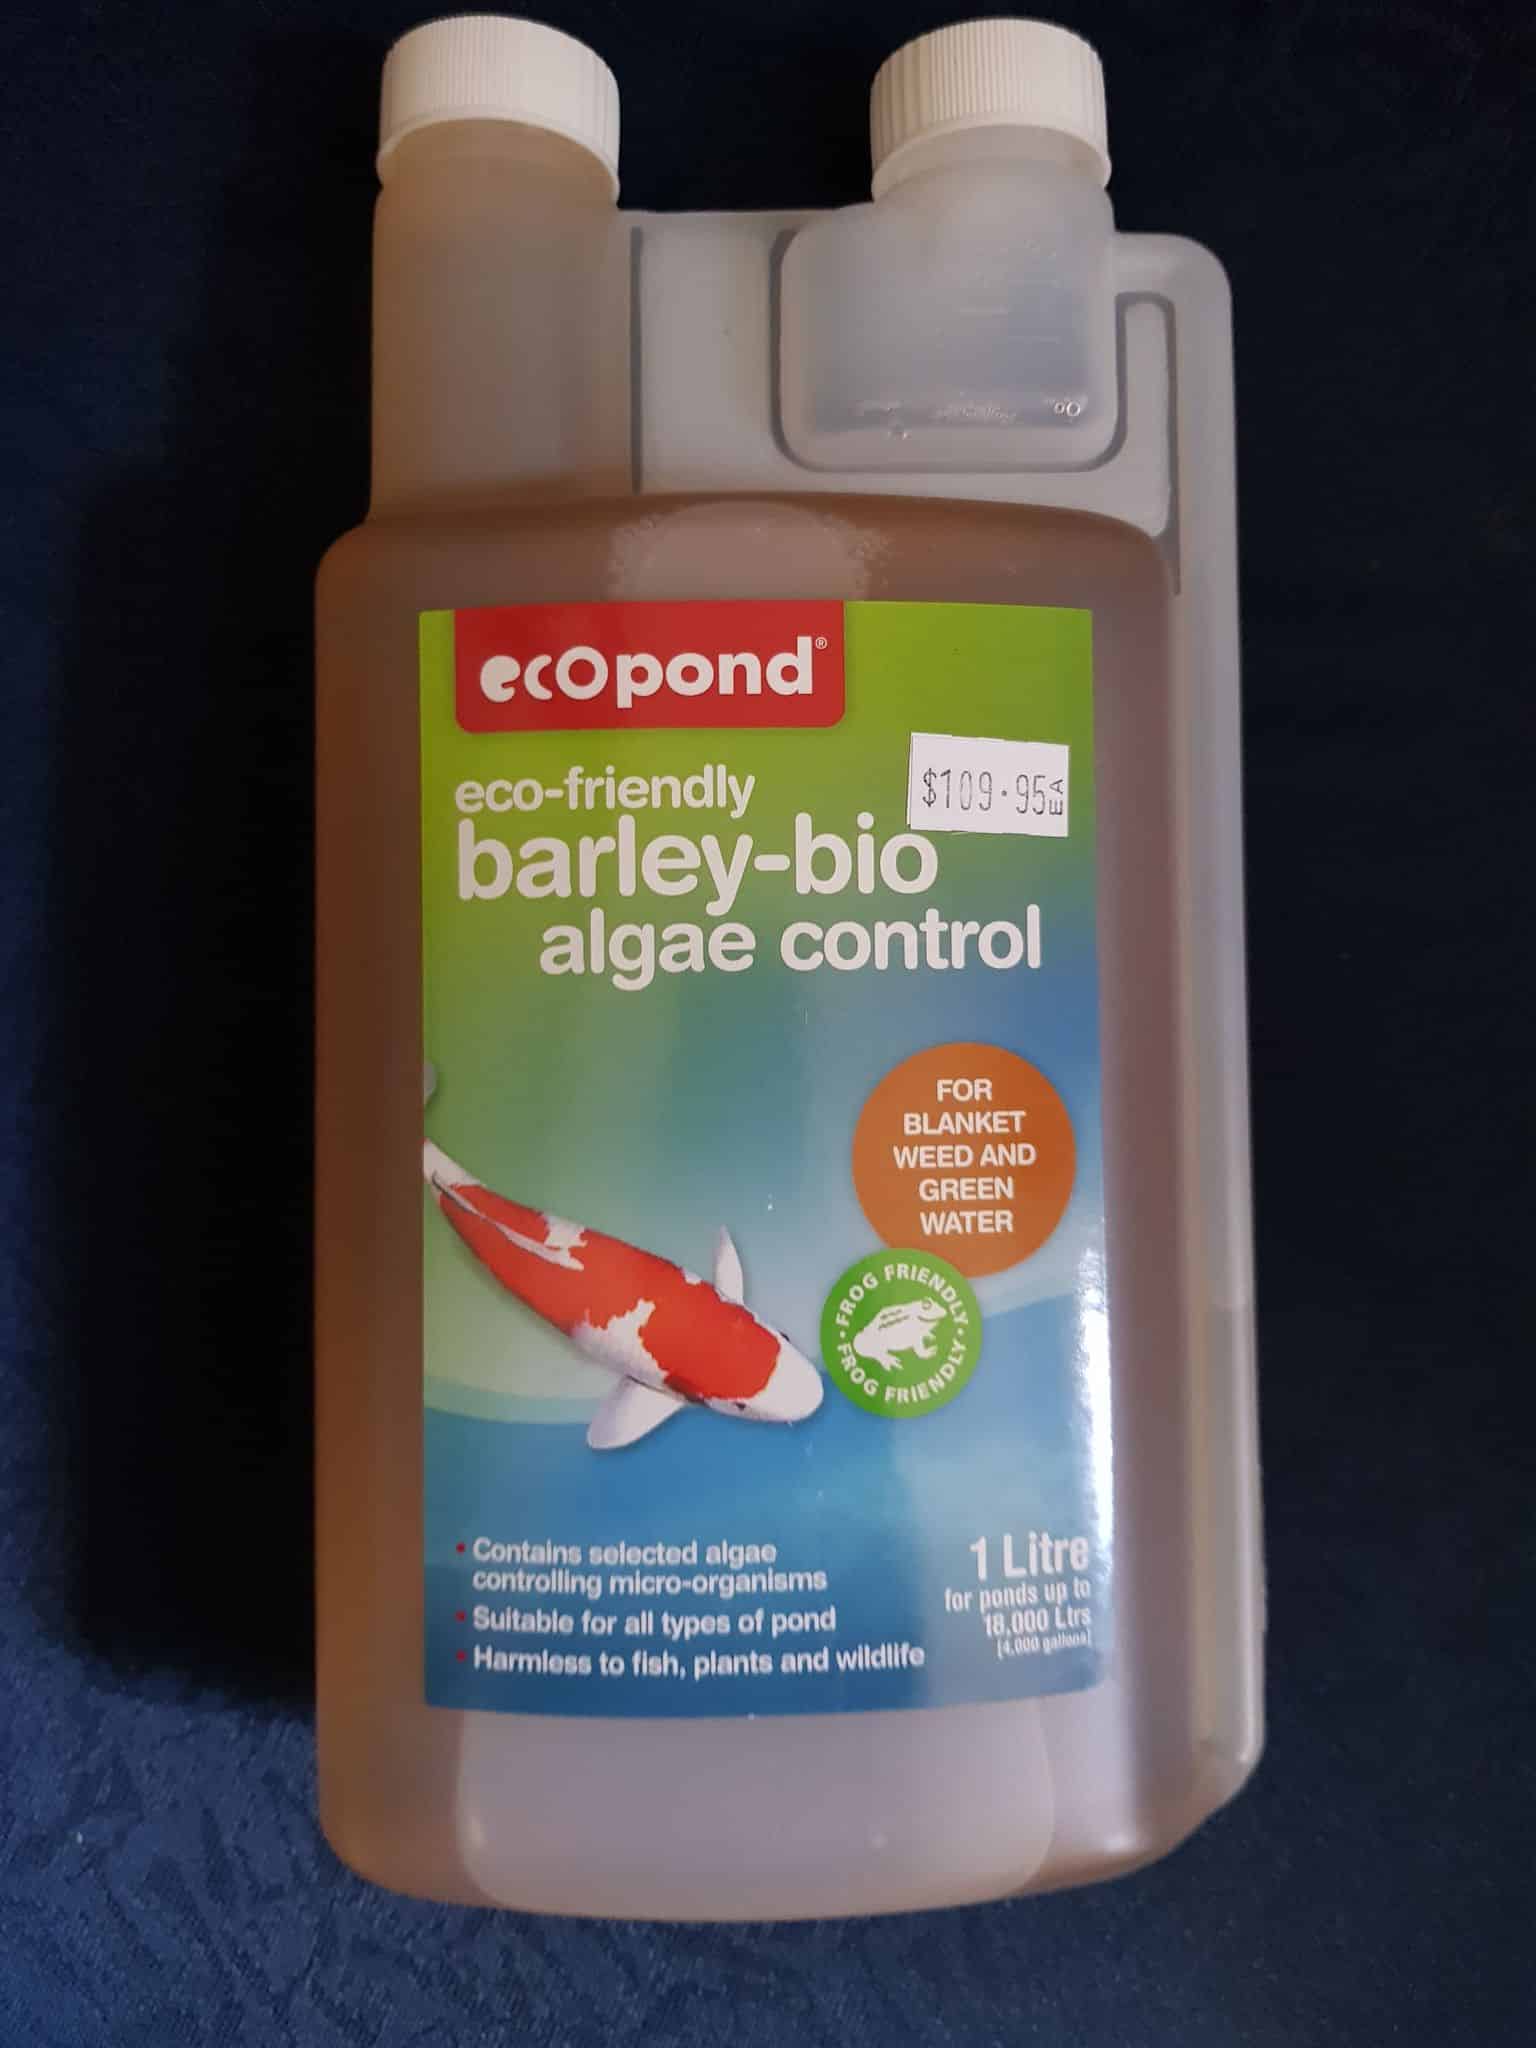 ecOpond®
eco-friendly
$109.95 EA
barley-bio
algae control
FOR
BLANKET
WEED AND
GREEN
WATER
• FROG FRIENDLY •
FROG FRIENDLY
• Contains selected algae
controlling micro-organisms
• Suitable for all types of pond
• Harmless to fish, plants and wildlife
1 Litre
for ponds up to
18,000 Ltrs
[4,000 gallons]